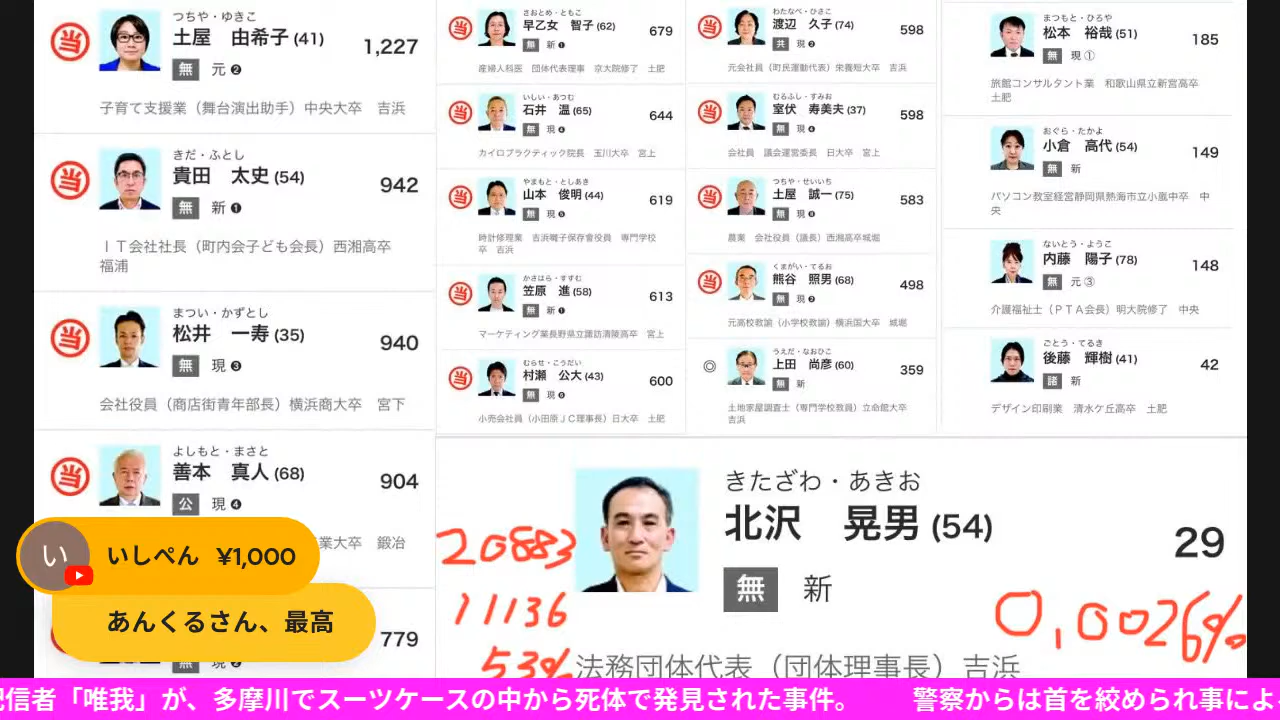 当
つちや・ゆきこ
土屋 由希子 (41)
1,227
無 元 ❷
子育て支援業(舞台演出助手)中央大卒 吉浜
当
きだ・ふとし
貴田 太史 (54)
942
無 新 ❶
IT会社社長(町内会子ども会長)西湘高卒
福浦
当
まつい・かずとし
松井 一寿 (35)
940
無 現 ❸
会社役員(商店街青年部長)横浜商大卒 宮下
当
よしもと・まさと
善本 真人 (68)
904
公 現 ❹
業大卒 鍛冶
779
無 現
当
さおとめ・ともこ
早乙女 智子 (62)
679
無 新 ❶
産婦人科医 団体代表理事 京大院修了 土肥
当
いしい・あつむ
石井 温 (65)
644
無 現
カイロプラクティック院長 玉川大卒 宮上
当
やまもと・としあき
山本 俊明 (44)
619
無 現
時計修理業 吉浜囃子保存會役員 専門学校
卒 吉浜
当
かさはら・すすむ
笠原 進 (58)
613
無 新 ❶
マーケティング業長野県立諏訪清陵高卒 宮上
当
むらせ・こうだい
村瀬 公大 (43)
600
無 現
小売会社員(小田原JC理事長)日大卒 土肥
当
わたなべ・ひさこ
渡辺 久子 (74)
598
共 現 ❷
元会社員(町民運動代表)栄養短大卒 吉浜
当
むろふし・すみお
室伏 寿美夫 (37)
598
無 現
会社員 議会運営委長 日大卒 宮上
当
つちや・せいいち
土屋 誠一 (75)
583
無 現
農業 会社役員(議長)西湘高卒城堀
当
くまがい・てるお
熊谷 照男 (68)
498
無 現 ❷
元高校教諭(小学校教諭)横浜国大卒 城堀
◎
うえだ・なおひこ
上田 尚彦 (60)
359
無 新
土地家屋調査士(専門学校教員)立命館大卒
吉浜
まつもと・ひろや
松本 裕哉 (51)
185
無 現 ①
旅館コンサルタント業 和歌山県立新宮高卒
土肥
おぐら・たかよ
小倉 高代 (54)
149
無 新
パソコン教室経営静岡県熱海市立小嵐中卒 中
央
ないとう・ようこ
内藤 陽子 (78)
148
無 元 ③
介護福祉士(PTA会長)明大院修了 中央
ごとう・てるき
後藤 輝樹 (41)
42
諸 新
デザイン印刷業 清水ケ丘高卒 土肥
きたざわ・あきお
北沢 晃男 (54)
29
無 新
法務団体代表(団体理事長)吉浜
20883
11136
53%
0,0026%
い
いしぺん ¥1,000
あんくるさん、最高
配信者「唯我」が、多摩川でスーツケースの中から死体で発見された事件。 警察からは首を絞められ事によ